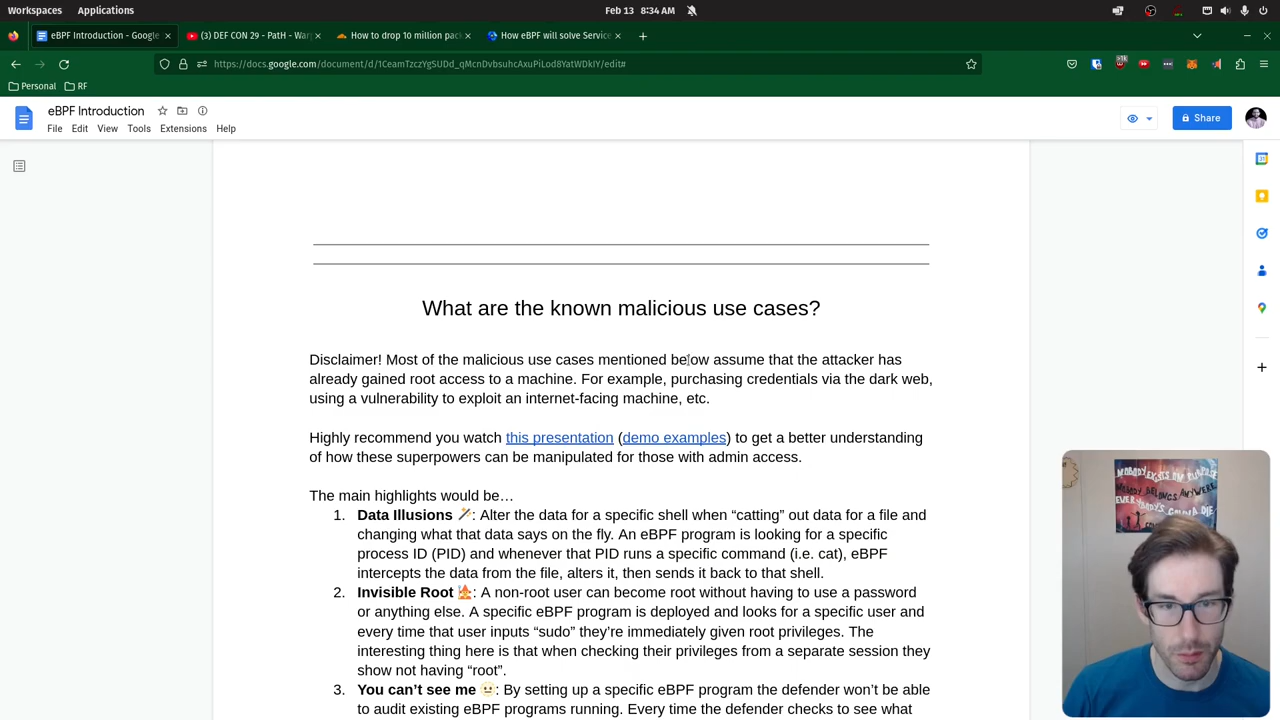 Workspaces Applications Feb 13 8:34 AM
eBPF Introduction - Google (3) DEF CON 29 - PatH - War How to drop 10 million pac How eBPF will solve Service
https://docs.google.com/document/d/1CeamTzczYgSUDd_qMcnDvbsuhcAxuPiLod8YatWDkIY/edit#
Personal RF
eBPF Introduction
File Edit View Tools Extensions Help
Share
What are the known malicious use cases?
Disclaimer! Most of the malicious use cases mentioned below assume that the attacker has
already gained root access to a machine. For example, purchasing credentials via the dark web,
using a vulnerability to exploit an internet-facing machine, etc.
Highly recommend you watch this presentation (demo examples) to get a better understanding
of how these superpowers can be manipulated for those with admin access.
The main highlights would be…
1. Data Illusions 🪄: Alter the data for a specific shell when “catting” out data for a file and
changing what that data says on the fly. An eBPF program is looking for a specific
process ID (PID) and whenever that PID runs a specific command (i.e. cat), eBPF
intercepts the data from the file, alters it, then sends it back to that shell.
2. Invisible Root : A non-root user can become root without having to use a password
or anything else. A specific eBPF program is deployed and looks for a specific user and
every time that user inputs “sudo” they’re immediately given root privileges. The
interesting thing here is that when checking their privileges from a separate session they
show not having “root”.
3. You can’t see me 🫥: By setting up a specific eBPF program the defender won’t be able
to audit existing eBPF programs running. Every time the defender checks to see what
NOBODY EXISTS ON PURPOSE
NOBODY BELONGS ANYWHERE